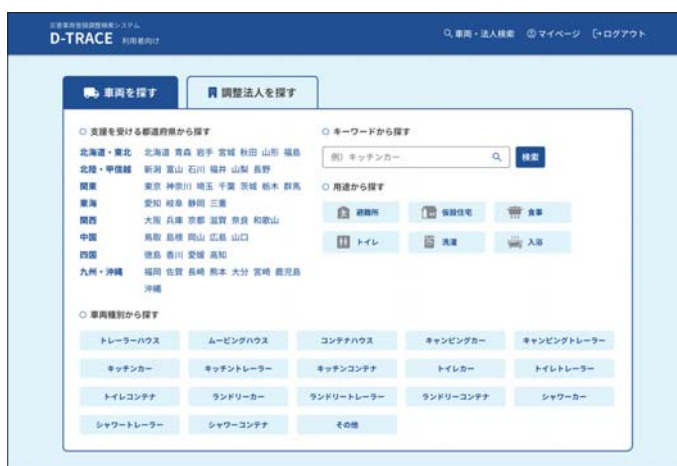 災害車両登録調整検索システム
D-TRACE 利用者向け
車両・法人検索 マイページ ログアウト
車両を探す
調整法人を探す
支援を受ける都道府県から探す
北海道・東北 北海道 青森 岩手 宮城 秋田 山形 福島
北陸・甲信越 新潟 富山 石川 福井 山梨 長野
関東 東京 神奈川 埼玉 千葉 茨城 栃木 群馬
東海 愛知 岐阜 静岡 三重
関西 大阪 兵庫 京都 滋賀 奈良 和歌山
中国 鳥取 島根 岡山 広島 山口
四国 徳島 香川 愛媛 高知
九州・沖縄 福岡 佐賀 長崎 熊本 大分 宮崎 鹿児島
沖縄
キーワードから探す
例）キッチンカー
検索
用途から探す
避難所 仮設住宅 食事
トイレ 洗濯 入浴
車両種別から探す
トレーラーハウス ムービングハウス コンテナハウス キャンピングカー キャンピングトレーラー
キッチンカー キッチントレーラー キッチンコンテナ トイレカー トイレトレーラー
トイレコンテナ ランドリーカー ランドリートレーラー ランドリーコンテナ シャワーカー
シャワートレーラー シャワーコンテナ その他